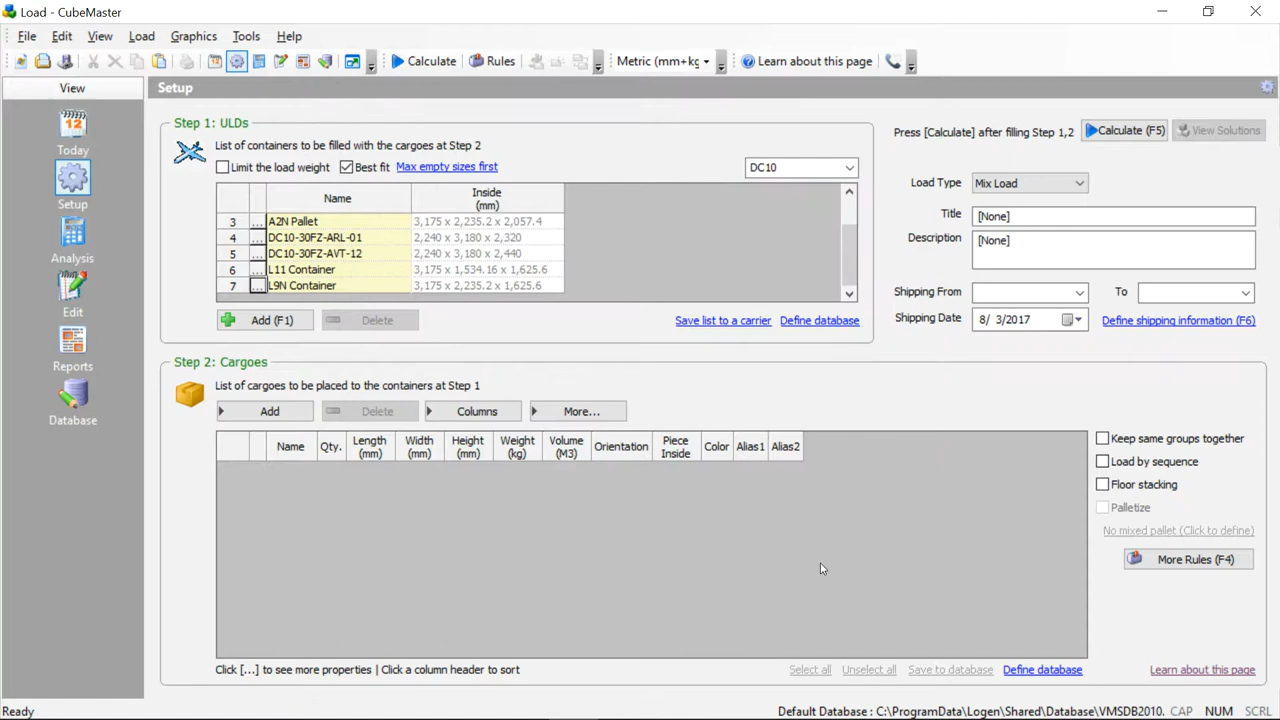 Load - CubeMaster
File Edit View Load Graphics Tools Help
Calculate Rules Metric (mm+kg Learn about this page
View
Today
Setup
Analysis
Edit
Reports
Database
Setup
Step 1: ULDs
List of containers to be filled with the cargoes at Step 2
Limit the load weight Best fit Max empty sizes first DC10
Name Inside (mm)
3 ... A2N Pallet 3,175 x 2,235.2 x 2,057.4
4 ... DC10-30FZ-ARL-01 2,240 x 3,180 x 2,320
5 ... DC10-30FZ-AVT-12 2,240 x 3,180 x 2,440
6 ... L11 Container 3,175 x 1,534.16 x 1,625.6
7 ... L9N Container 3,175 x 2,235.2 x 1,625.6
Add (F1) Delete Save list to a carrier Define database
Press [Calculate] after filling Step 1,2 Calculate (F5) View Solutions
Load Type Mix Load
Title [None]
Description [None]
Shipping From To
Shipping Date 8/ 3/2017 Define shipping information (F6)
Step 2: Cargoes
List of cargoes to be placed to the containers at Step 1
Add Delete Columns More...
Name Qty. Length (mm) Width (mm) Height (mm) Weight (kg) Volume (M3) Orientation Piece Inside Color Alias1 Alias2
Keep same groups together
Load by sequence
Floor stacking
Palletize
No mixed pallet (Click to define)
More Rules (F4)
Click [...] to see more properties | Click a column header to sort Select all Unselect all Save to database Define database Learn about this page
Ready Default Database : C:\ProgramData\Logen\Shared\Database\VMSDB2010. CAP NUM SCRL